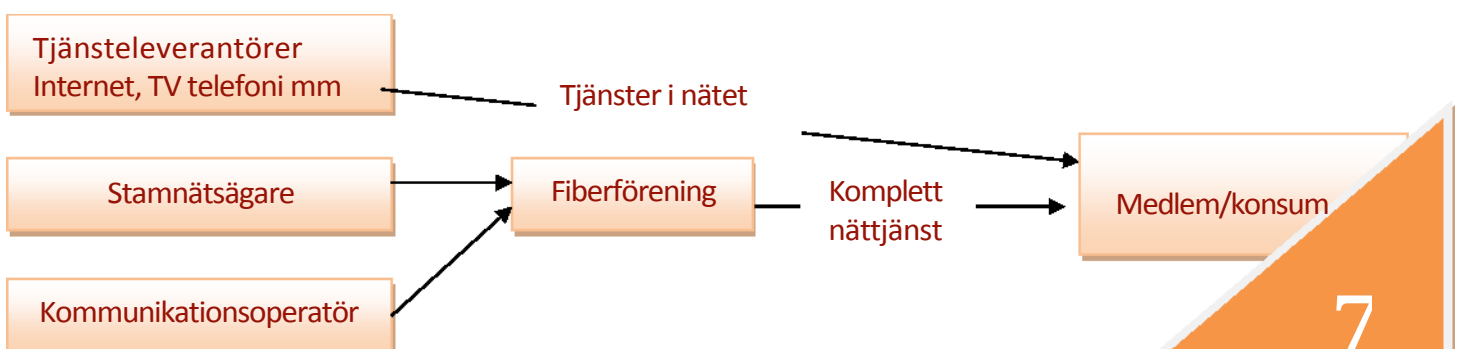 Tjänsteleverantörer
Internet, TV telefoni mm
Tjänster i nätet
Stamnätsägare
Fiberförening
Komplett
nättjänst
Medlem/konsum
Kommunikationsoperatör
7